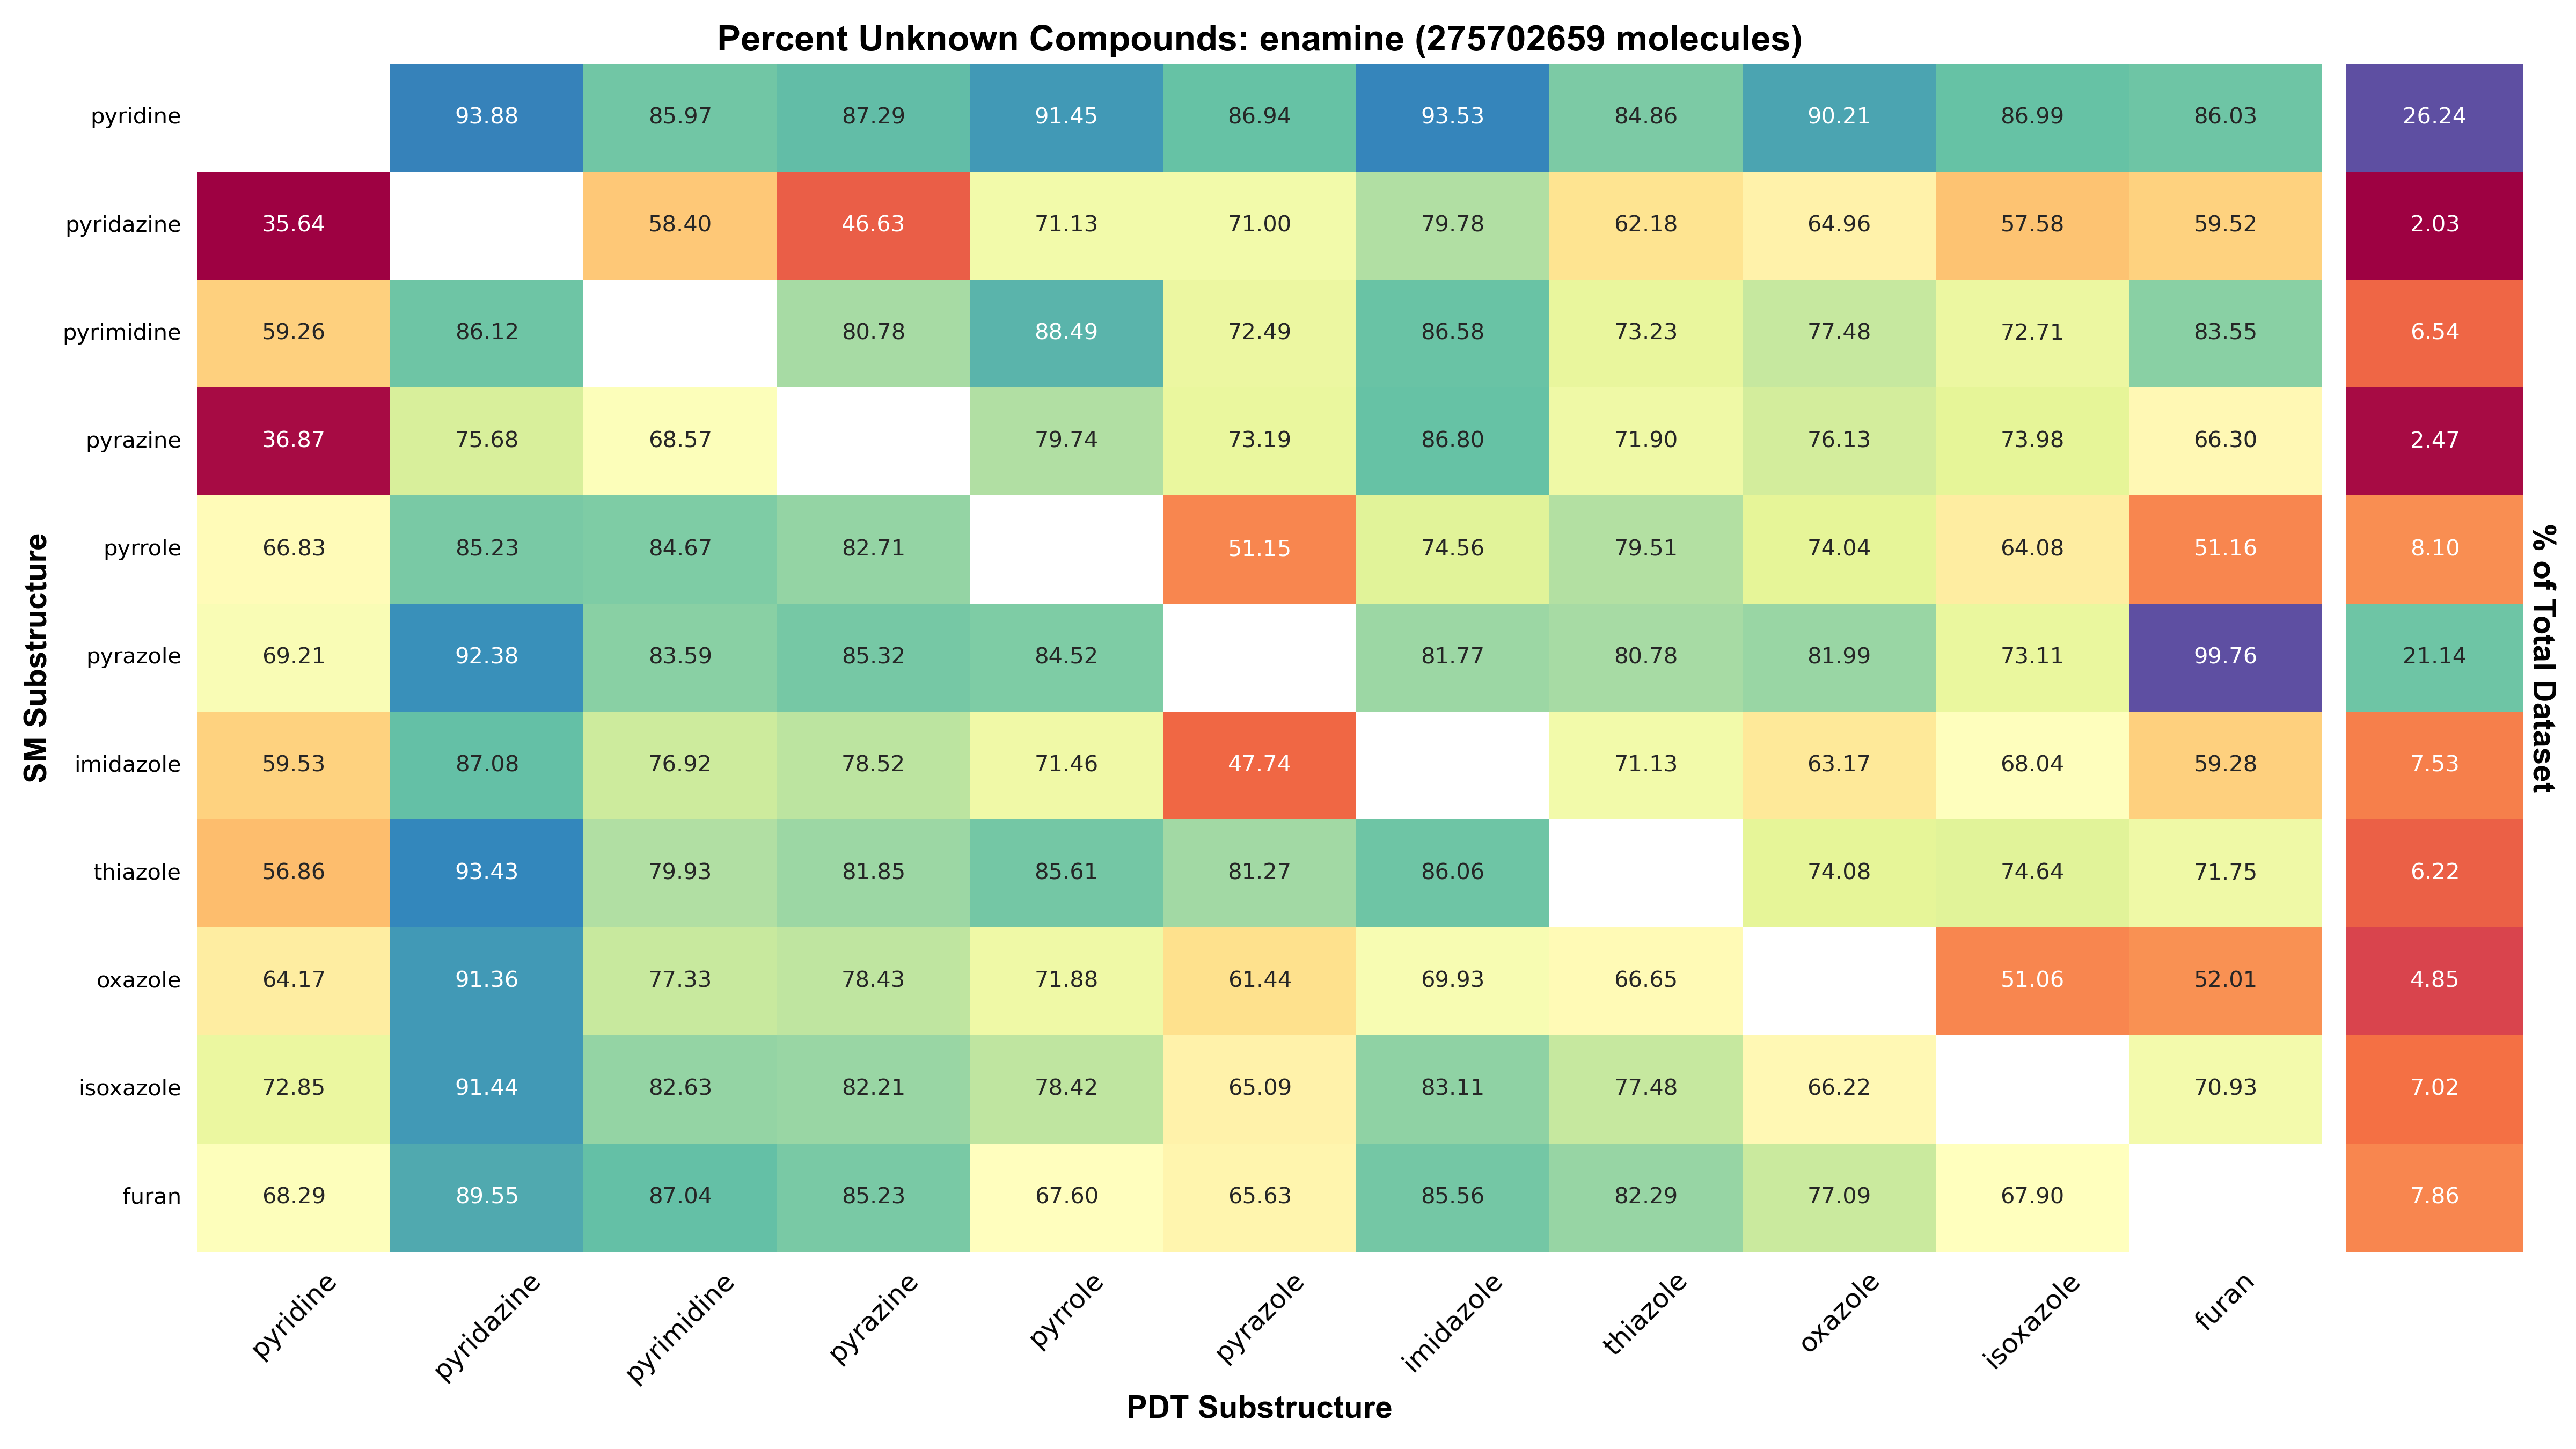 Percent Unknown Compounds: enamine (275702659 molecules)
pyridine 93.88 85.97 87.29 91.45 86.94 93.53 84.86 90.21 86.99 86.03 26.24
pyridazine 35.64 58.40 46.63 71.13 71.00 79.78 62.18 64.96 57.58 59.52 2.03
pyrimidine 59.26 86.12 80.78 88.49 72.49 86.58 73.23 77.48 72.71 83.55 6.54
pyrazine 36.87 75.68 68.57 79.74 73.19 86.80 71.90 76.13 73.98 66.30 2.47
pyrrole 66.83 85.23 84.67 82.71 51.15 74.56 79.51 74.04 64.08 51.16 8.10
pyrazole 69.21 92.38 83.59 85.32 84.52 81.77 80.78 81.99 73.11 99.76 21.14
imidazole 59.53 87.08 76.92 78.52 71.46 47.74 71.13 63.17 68.04 59.28 7.53
thiazole 56.86 93.43 79.93 81.85 85.61 81.27 86.06 74.08 74.64 71.75 6.22
oxazole 64.17 91.36 77.33 78.43 71.88 61.44 69.93 66.65 51.06 52.01 4.85
isoxazole 72.85 91.44 82.63 82.21 78.42 65.09 83.11 77.48 66.22 70.93 7.02
furan 68.29 89.55 87.04 85.23 67.60 65.63 85.56 82.29 77.09 67.90 7.86
pyridine pyridazine pyrimidine pyrazine pyrrole pyrazole imidazole thiazole oxazole isoxazole furan
PDT Substructure
SM Substructure
% of Total Dataset